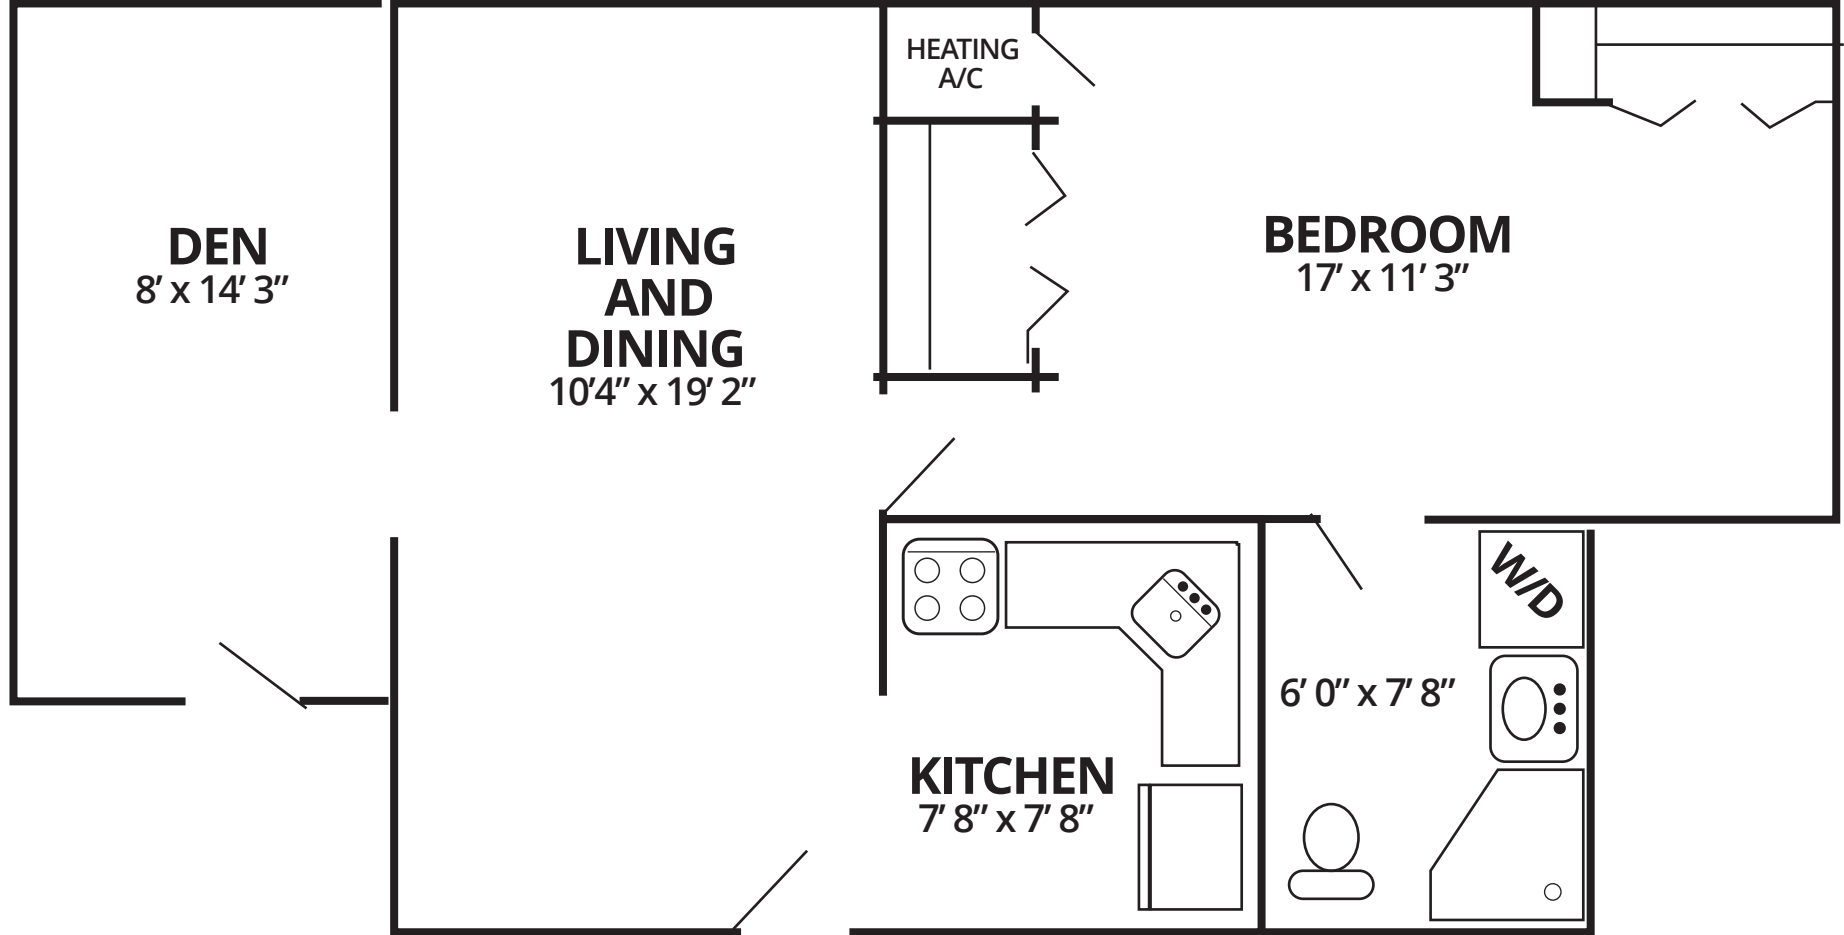 HEATING
A/C
DEN
8’ x 14’ 3”
LIVING
AND
DINING
10’4” x 19’ 2”
BEDROOM
17’ x 11’ 3”
W/D
6’ 0” x 7’ 8”
KITCHEN
7’ 8” x 7’ 8”